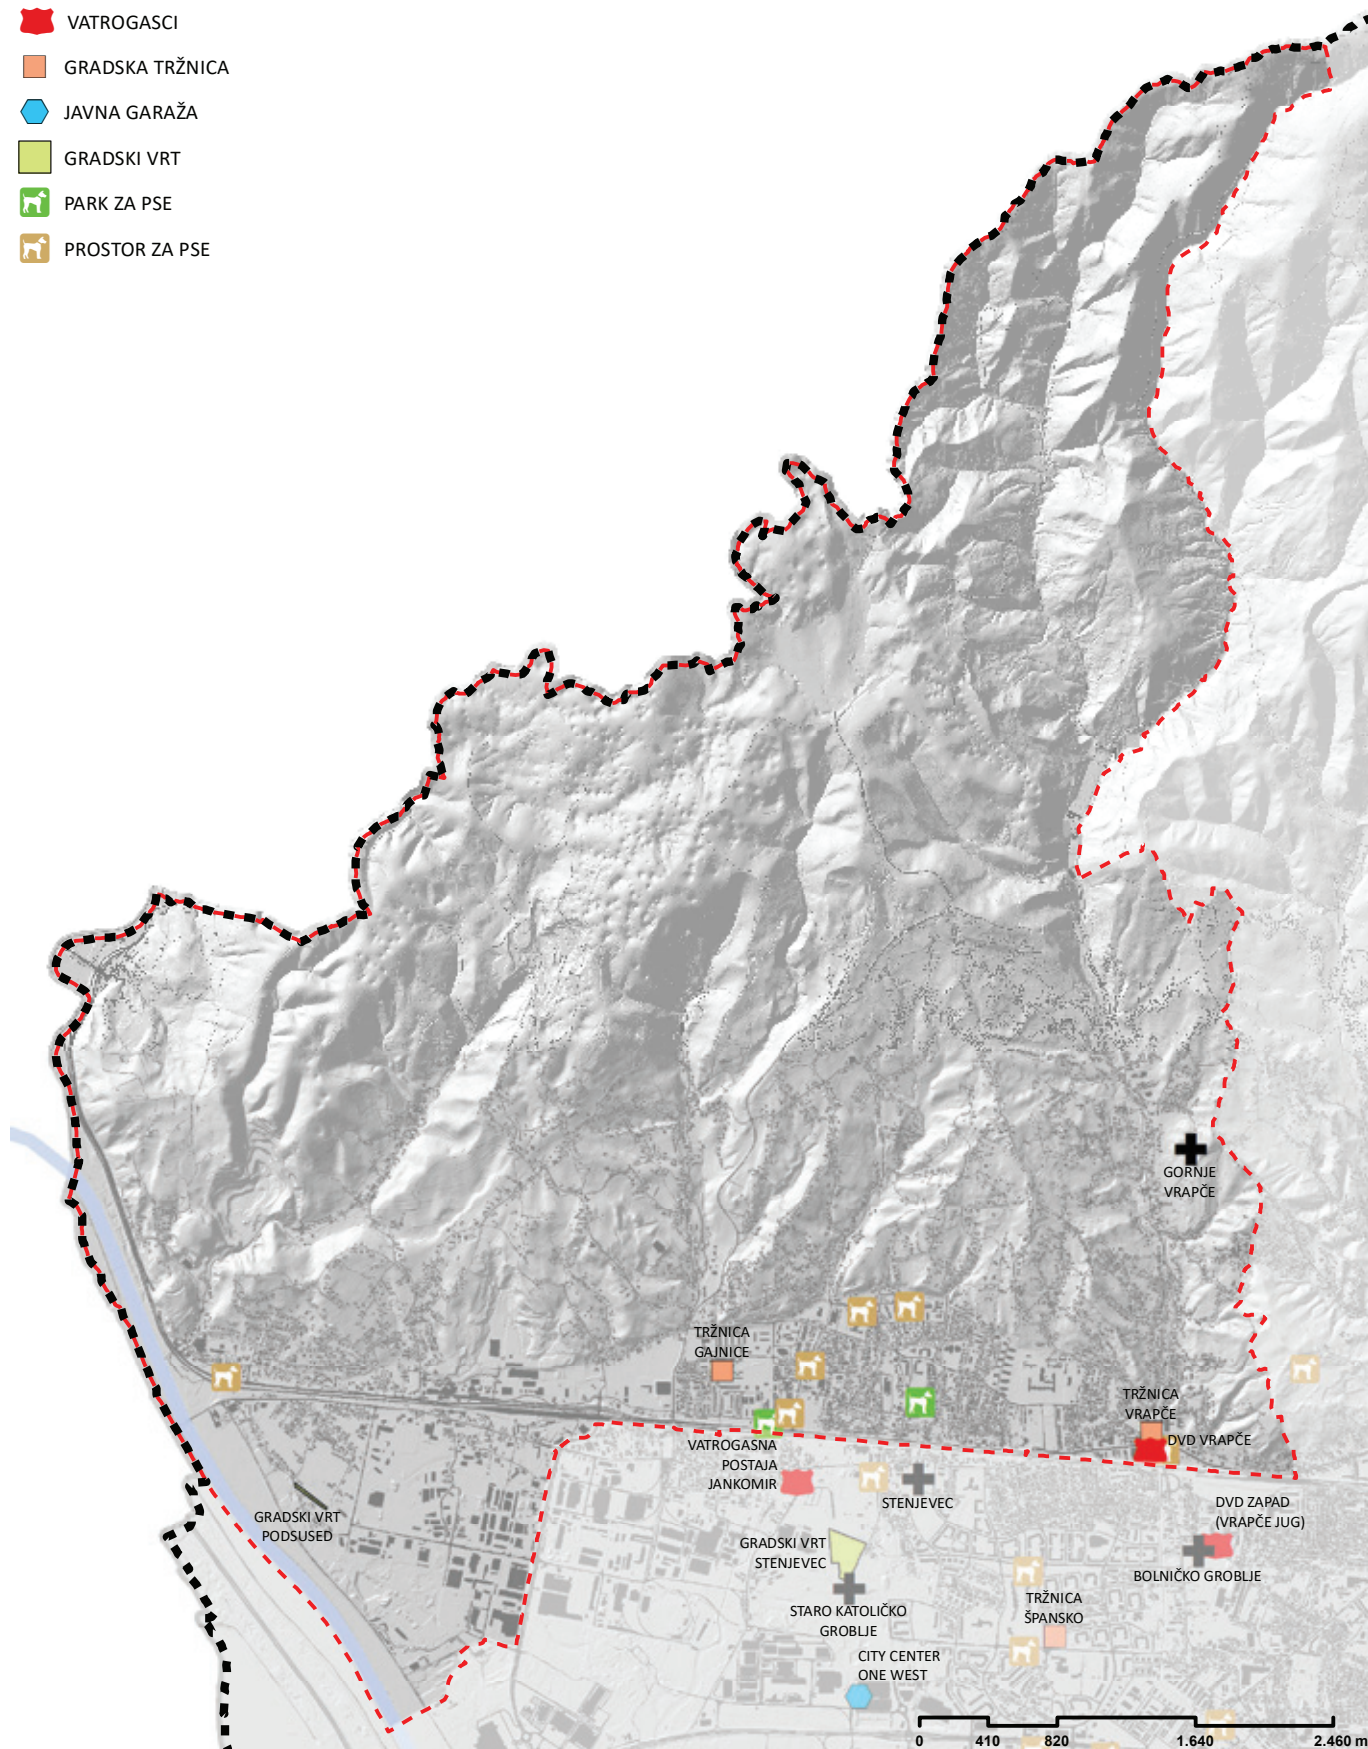 VATROGASCI
GRADSKA TRŽNICA
JAVNA GARAŽA
GRADSKI VRT
PARK ZA PSE
PROSTOR ZA PSE
GORNJE
VRAPČE
TRŽNICA
GAJNICE
TRŽNICA
VRAPČE
DVD VRAPČE
VATROGASNA
POSTAJA
JANKOMIR
STENJEVEC
DVD ZAPAD
(VRAPČE JUG)
GRADSKI VRT
PODSUSED
GRADSKI VRT
STENJEVEC
BOLNIČKO GROBLJE
TRŽNICA
ŠPANSKO
STARO KATOLIČKO
GROBLJE
CITY CENTER
ONE WEST
0 410 820 1.640 2.460 m